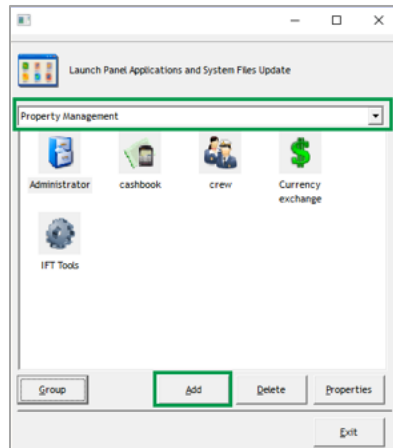 Launch Panel Applications and System Files Update
Property Management
Administrator
cashbook
crew
Currency
exchange
IFT Tools
Group
Add
Delete
Properties
Exit